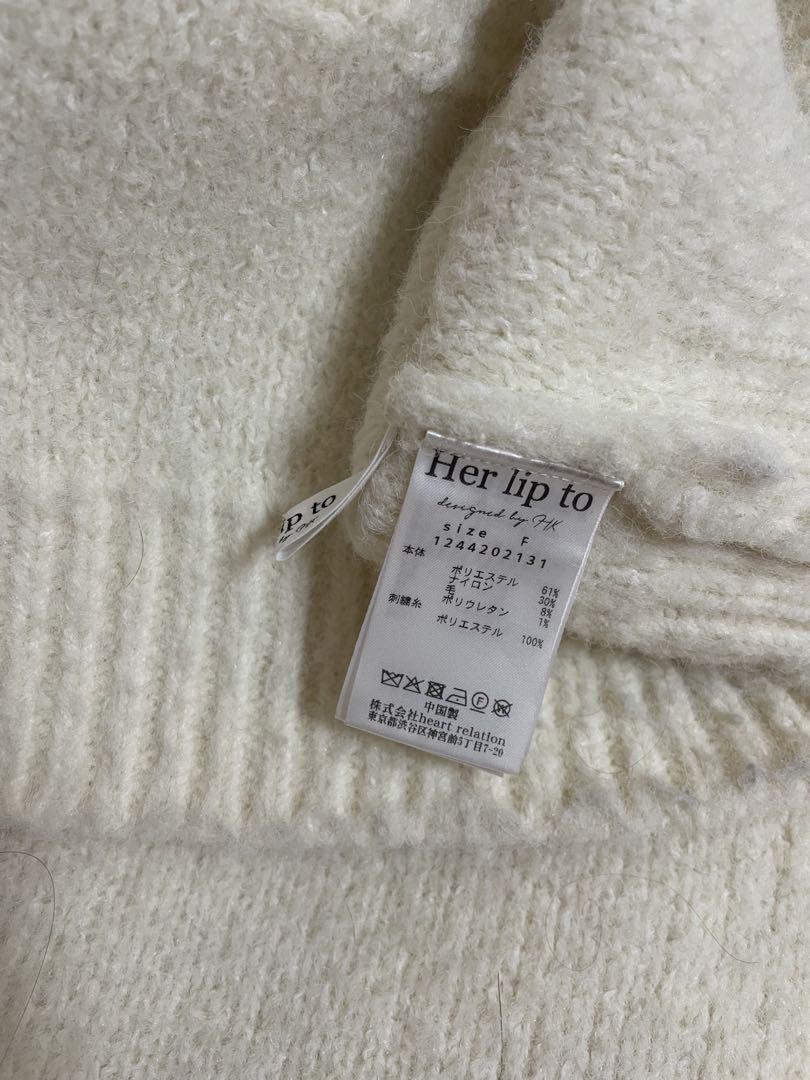 Her lip to
designed by HK
size F
1244202131
本体
ポリエステル 61%
ナイロン 30%
毛 8%
ポリウレタン 1%
刺繍糸
ポリエステル 100%
F
中国製
株式会社heart relation
東京都渋谷区神宮前5丁目7-20
ip to